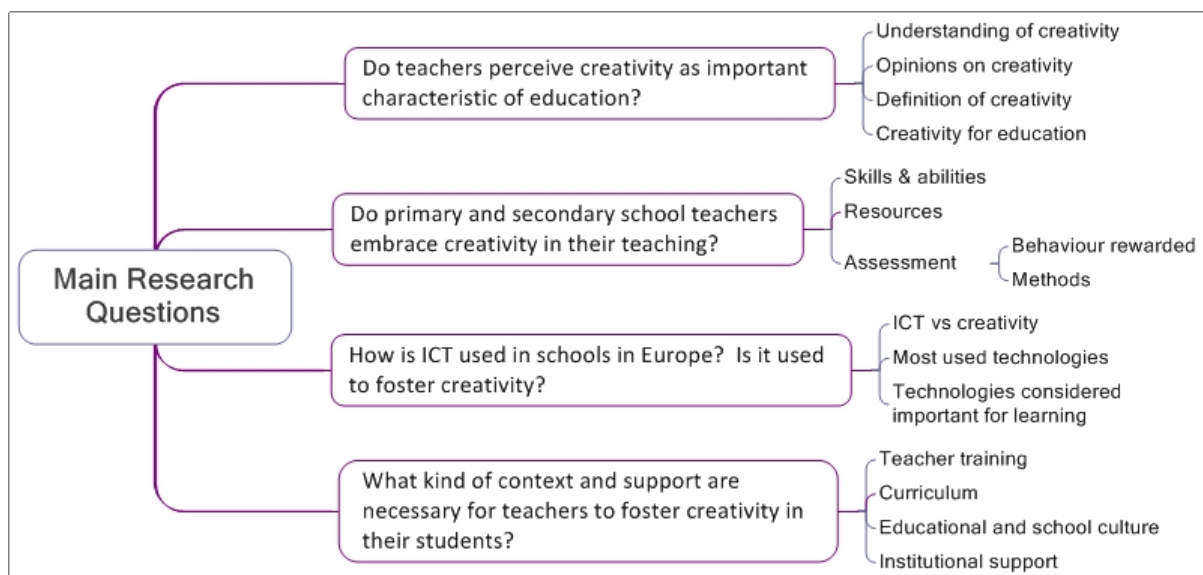 Main Research
Questions
Do teachers perceive creativity as important
characteristic of education?
Understanding of creativity
Opinions on creativity
Definition of creativity
Creativity for education
Do primary and secondary school teachers
embrace creativity in their teaching?
Skills & abilities
Resources
Assessment
Behaviour rewarded
Methods
How is ICT used in schools in Europe? Is it used
to foster creativity?
ICT vs creativity
Most used technologies
Technologies considered
important for learning
What kind of context and support are
necessary for teachers to foster creativity in
their students?
Teacher training
Curriculum
Educational and school culture
Institutional support